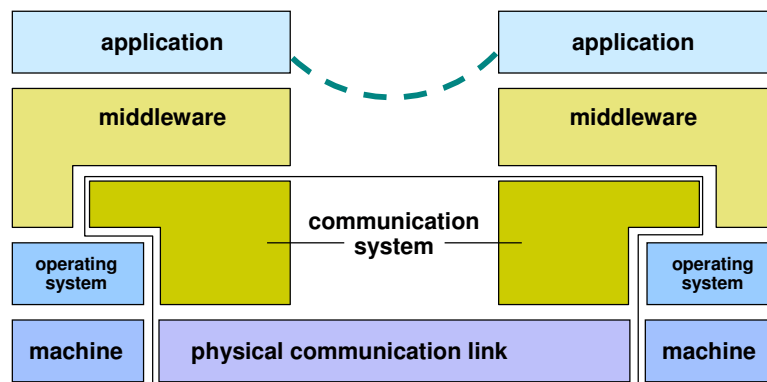 application
application
middleware
middleware
communication
system
operating
system
operating
system
machine
physical communication link
machine